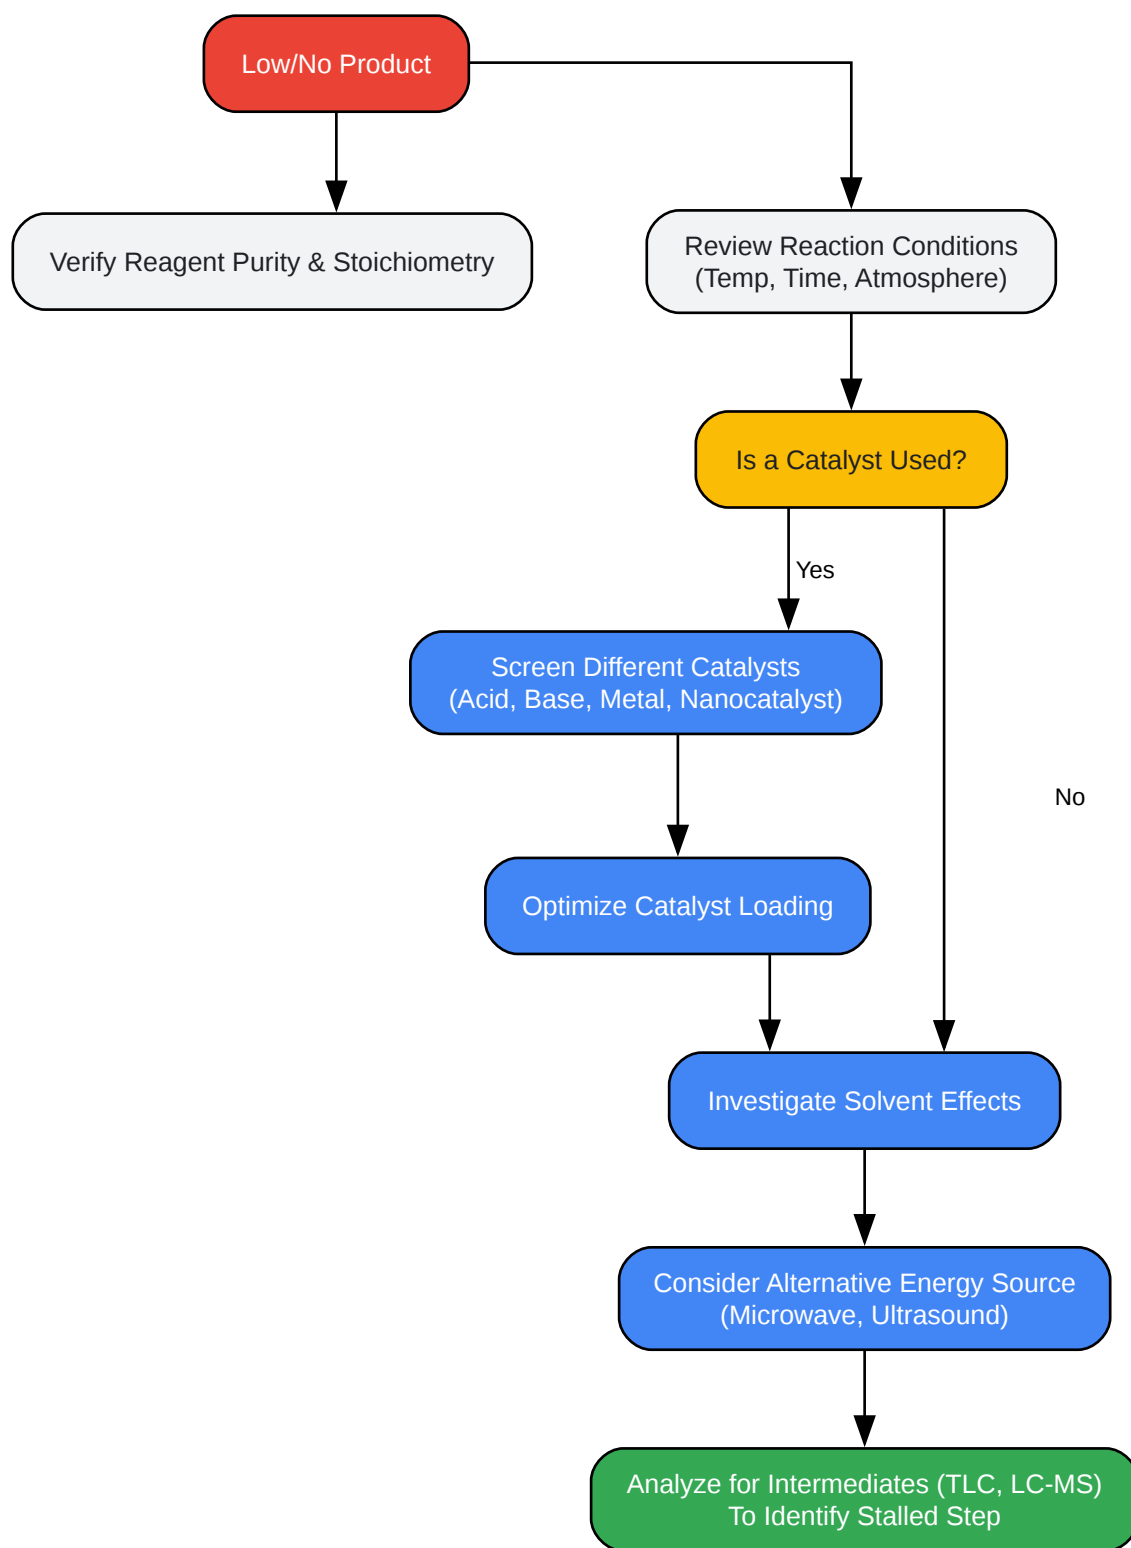 Low/No Product
Verify Reagent Purity & Stoichiometry
Review Reaction Conditions
(Temp, Time, Atmosphere)
Is a Catalyst Used?
Yes
Screen Different Catalysts
(Acid, Base, Metal, Nanocatalyst)
No
Optimize Catalyst Loading
Investigate Solvent Effects
Consider Alternative Energy Source
(Microwave, Ultrasound)
Analyze for Intermediates (TLC, LC-MS)
To Identify Stalled Step